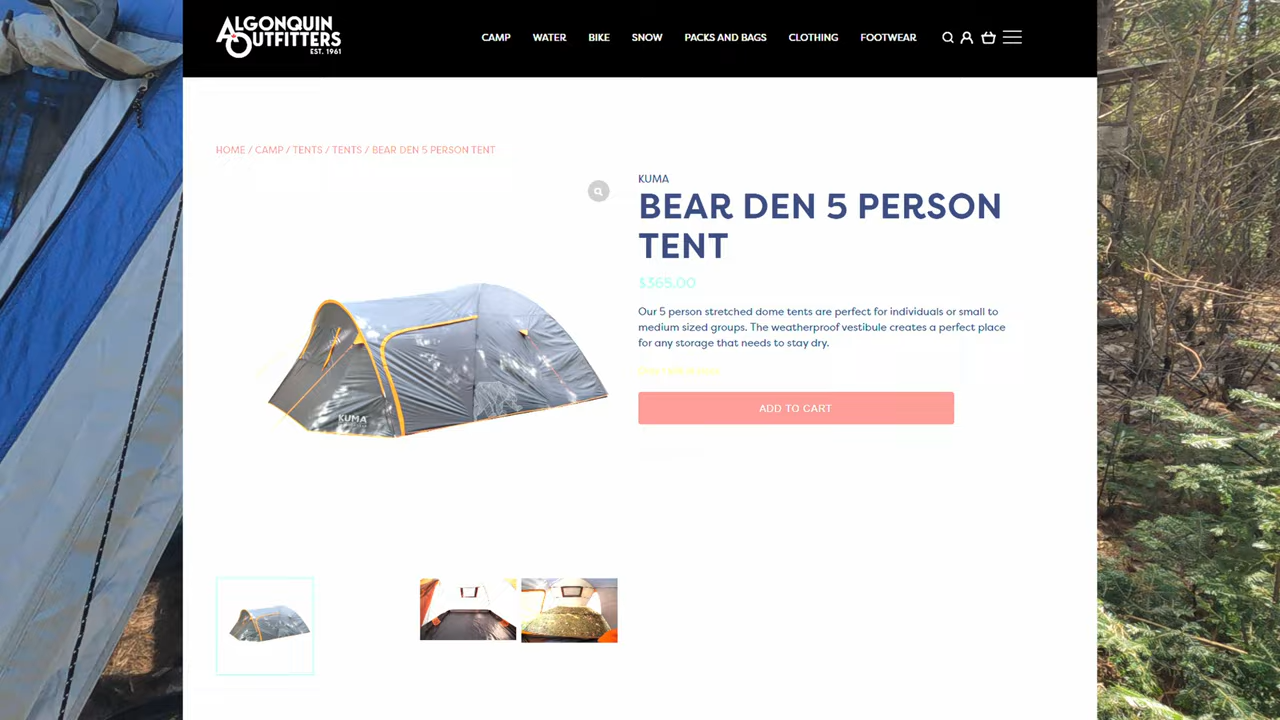 ALGONQUIN
OUTFITTERS
EST. 1961
CAMP WATER BIKE SNOW PACKS AND BAGS CLOTHING FOOTWEAR
HOME / CAMP / TENTS / TENTS / BEAR DEN 5 PERSON TENT
KUMA
BEAR DEN 5 PERSON
TENT
$365.00
Our 5 person stretched dome tents are perfect for individuals or small to
medium sized groups. The weatherproof vestibule creates a perfect place
for any storage that needs to stay dry.
ADD TO CART
KUMA